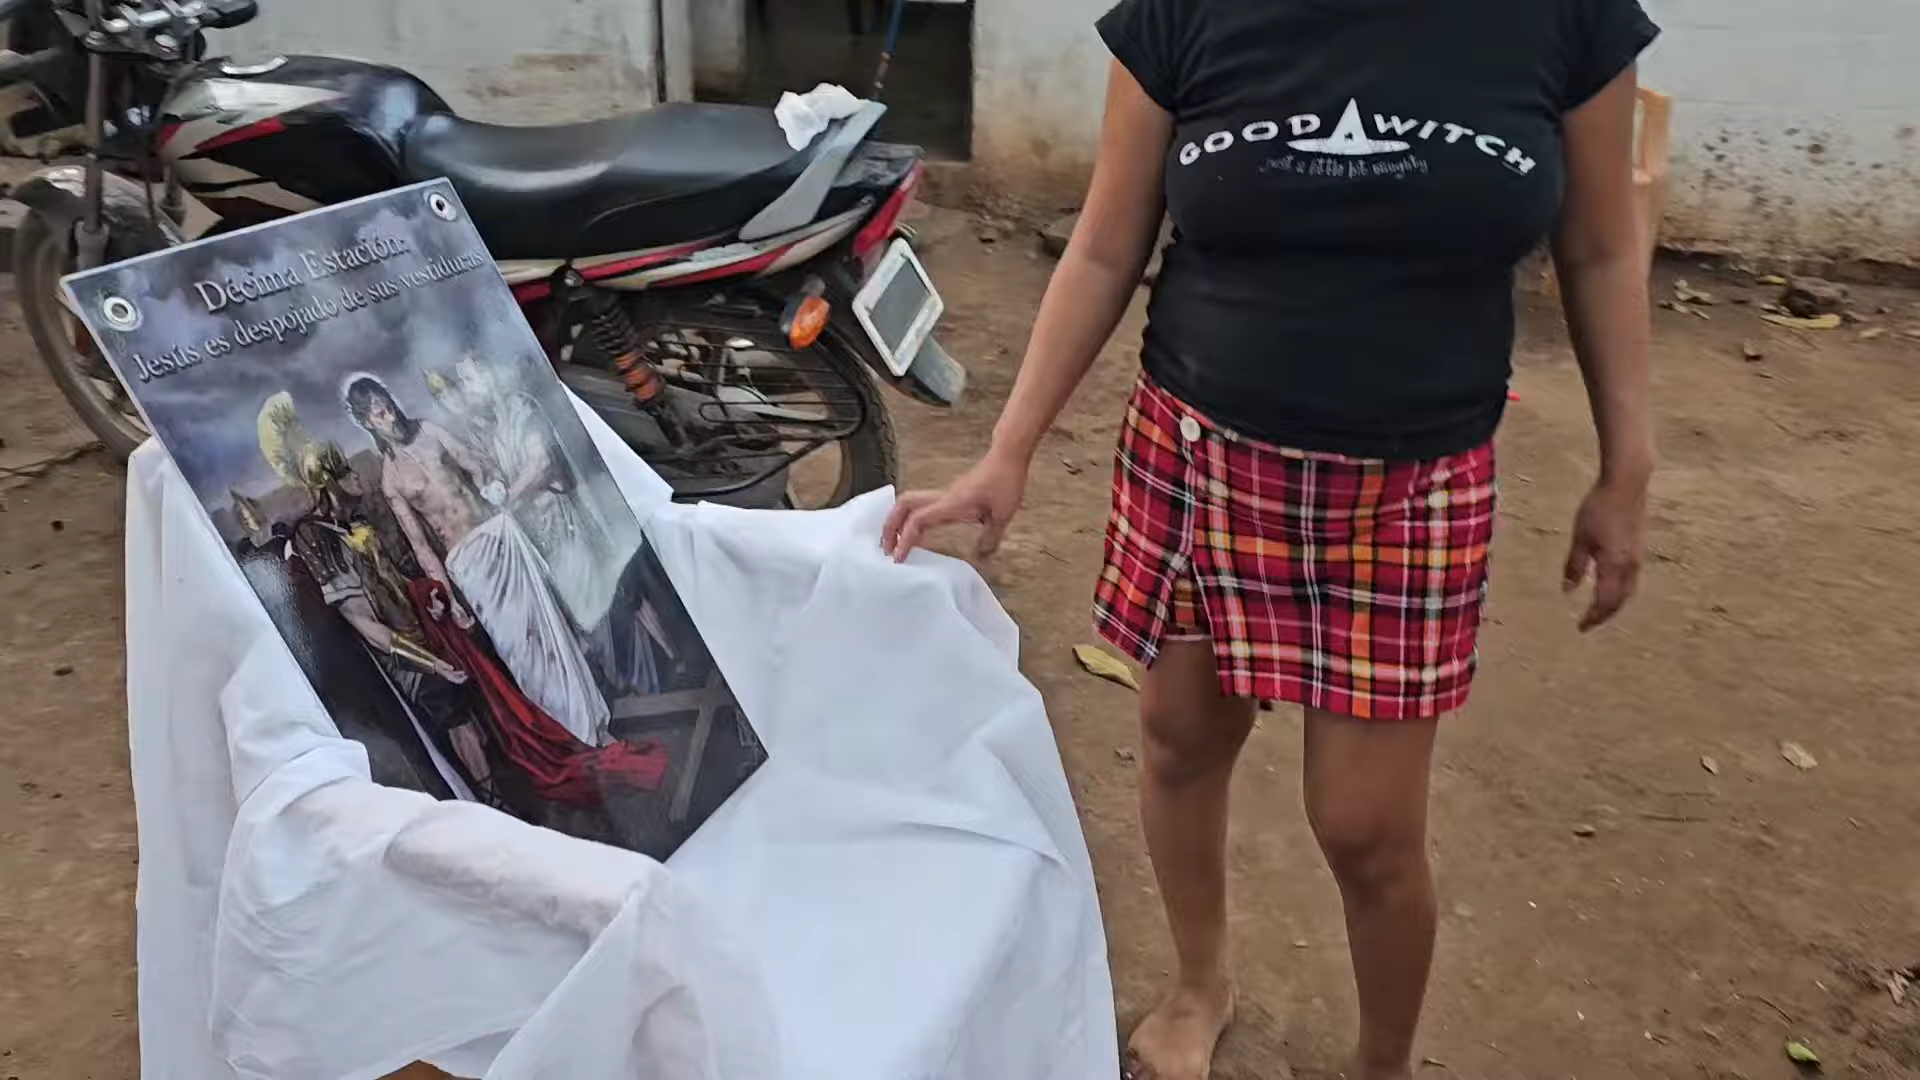 Décima Estación:
Jesús es despojado de sus vestiduras
GOOD WITCH
just a little bit naughty